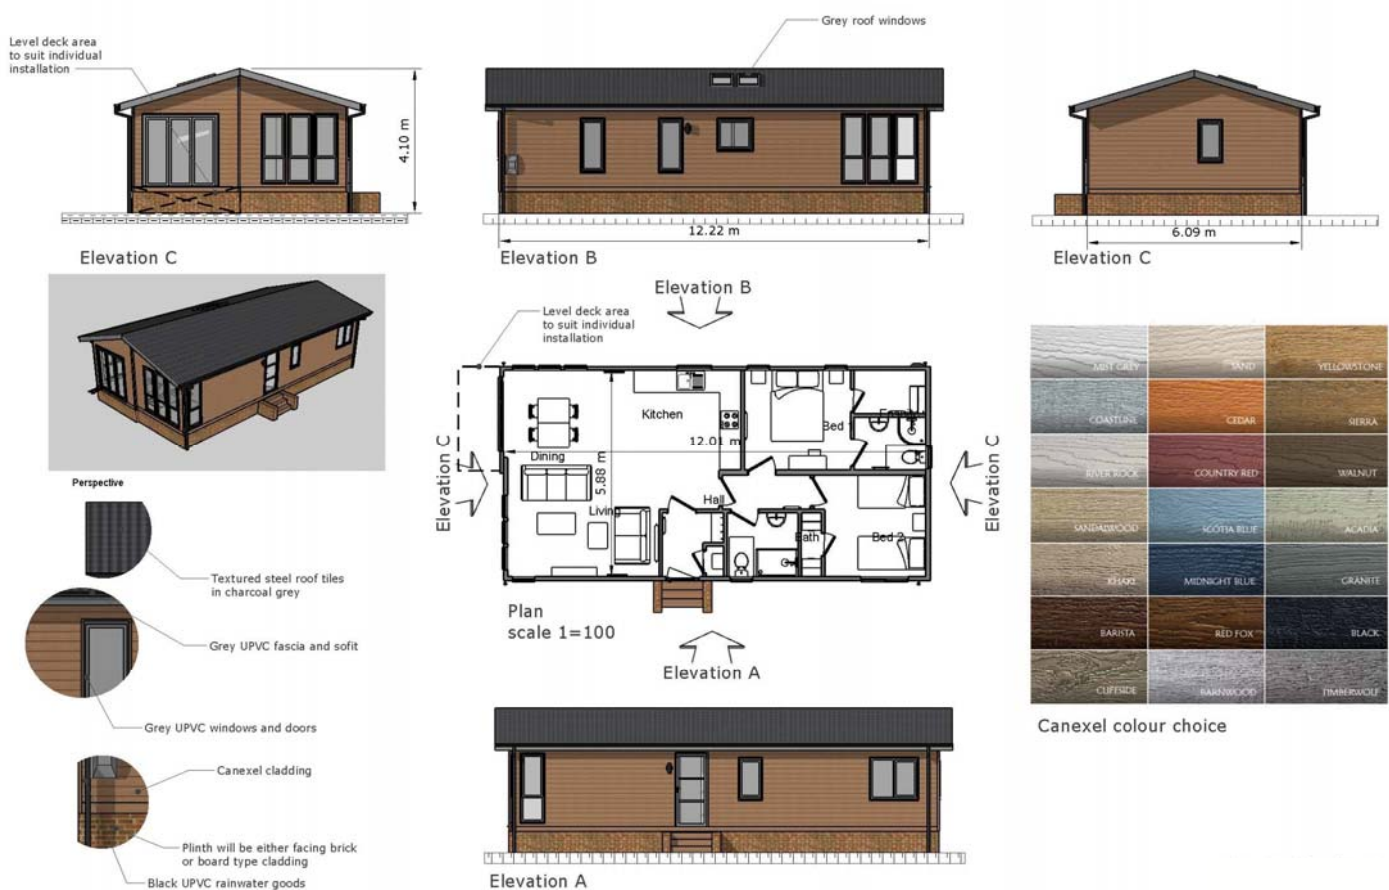 Grey roof windows
Level deck area
to suit individual
installation
4.10 m
12.22 m
6.09 m
Elevation C
Elevation B
Elevation C
Elevation B
Level deck area
to suit individual
installation
Perspective
Kitchen
Bed
12.01 m
Dining
5.88 m
Living
Hall
Bath
Bed 2
Elevation C
Elevation C
Plan
scale 1=100
Elevation A
Textured steel roof tiles
in charcoal grey
Grey UPVC fascia and sofit
Grey UPVC windows and doors
Canexel cladding
Plinth will be either facing brick
or board type cladding
Black UPVC rainwater goods
Elevation A
MIST GREY
SAND
YELLOWSTONE
COASTLINE
CEDAR
SIERRA
RIVER ROCK
COUNTRY RED
WALNUT
SANDALWOOD
SCOTIA BLUE
ACADIA
KHAKI
MIDNIGHT BLUE
GRANITE
BARISTA
RED FOX
BLACK
CLIFFSIDE
BARNWOOD
TIMBERWOLF
Canexel colour choice